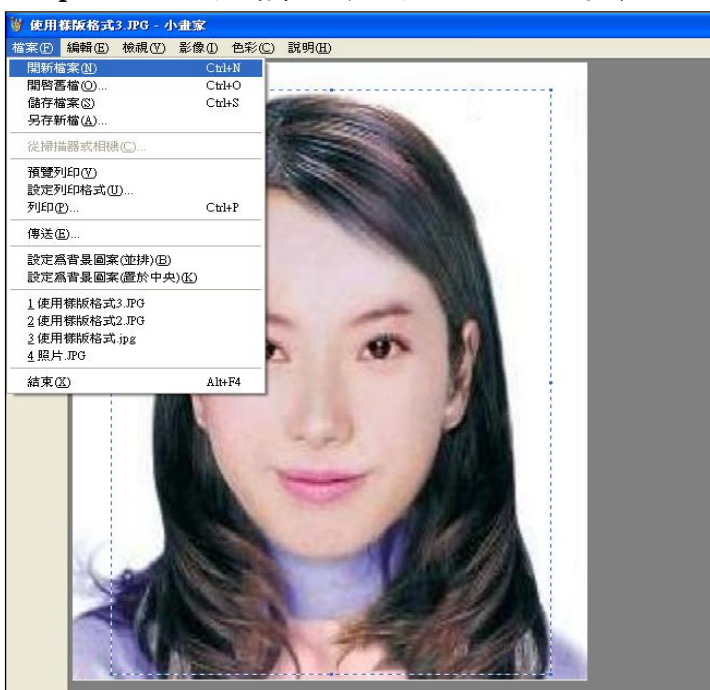 使用樣版格式3.JPG - 小畫家
檔案(F) 編輯(E) 檢視(V) 影像(I) 色彩(C) 說明(H)
開新檔案(N) Ctrl+N
開啓舊檔(O)... Ctrl+O
儲存檔案(S) Ctrl+S
另存新檔(A)...
從掃描器或相機(C)...
預覽列印(V)
設定列印格式(U)...
列印(P)... Ctrl+P
傳送(E)...
設定爲背景圖案(並排)(B)
設定爲背景圖案(置於中央)(K)
1 使用樣版格式3.JPG
2 使用樣版格式2.JPG
3 使用樣版格式.jpg
4 照片.JPG
結束(X) Alt+F4